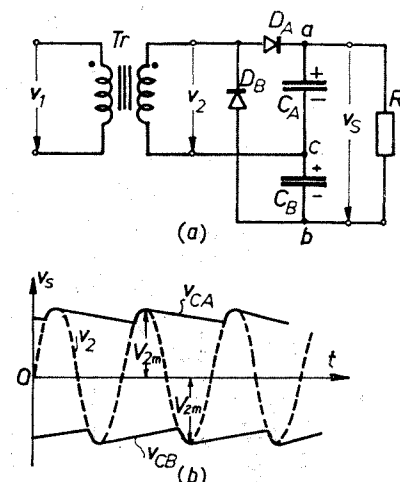 Tr
D_A
a
v_1
v_2
D_B
C_A
+
−
v_S
R
c
C_B
+
−
(a)
b
v_S
v_CA
v_2
V_2m
t
O
V_2m
v_CB
(b)